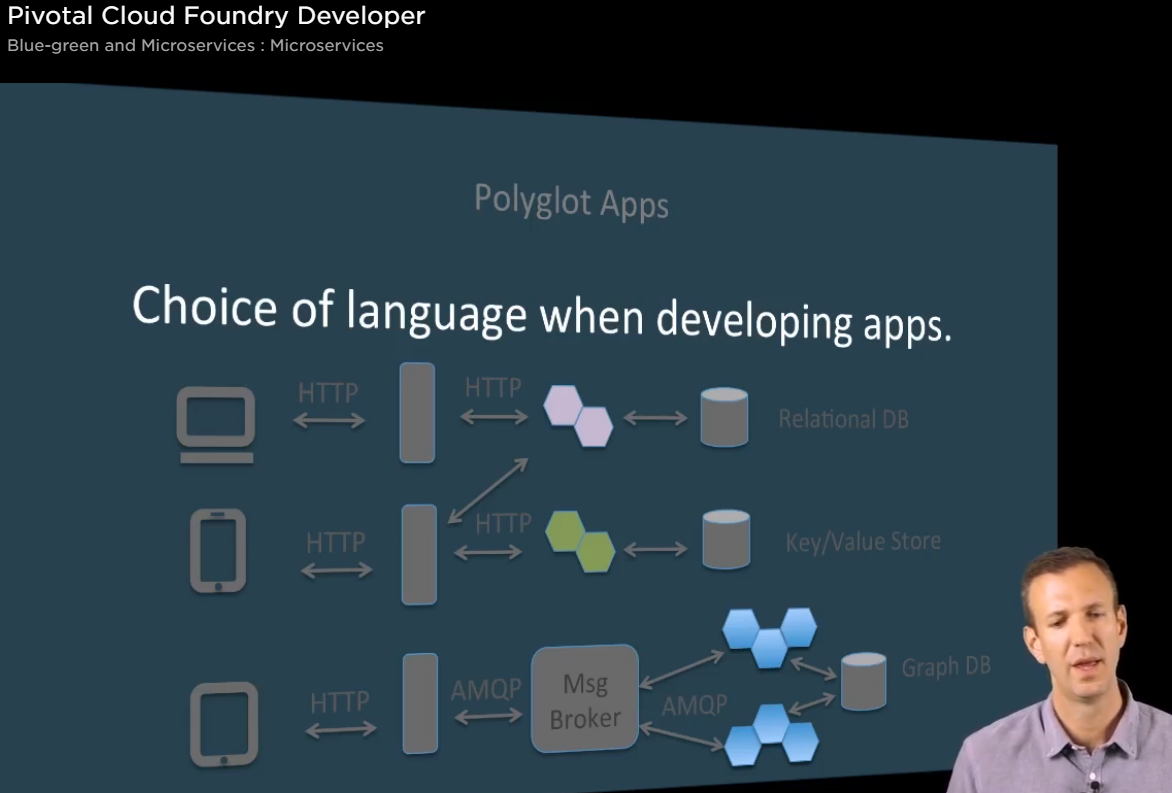 Pivotal Cloud Foundry Developer
Blue-green and Microservices : Microservices
Polyglot Apps
Choice of language when developing apps.
HTTP
HTTP
Relational DB
HTTP
HTTP
Key/Value Store
HTTP
AMQP
Msg
Broker
AMQP
Graph DB